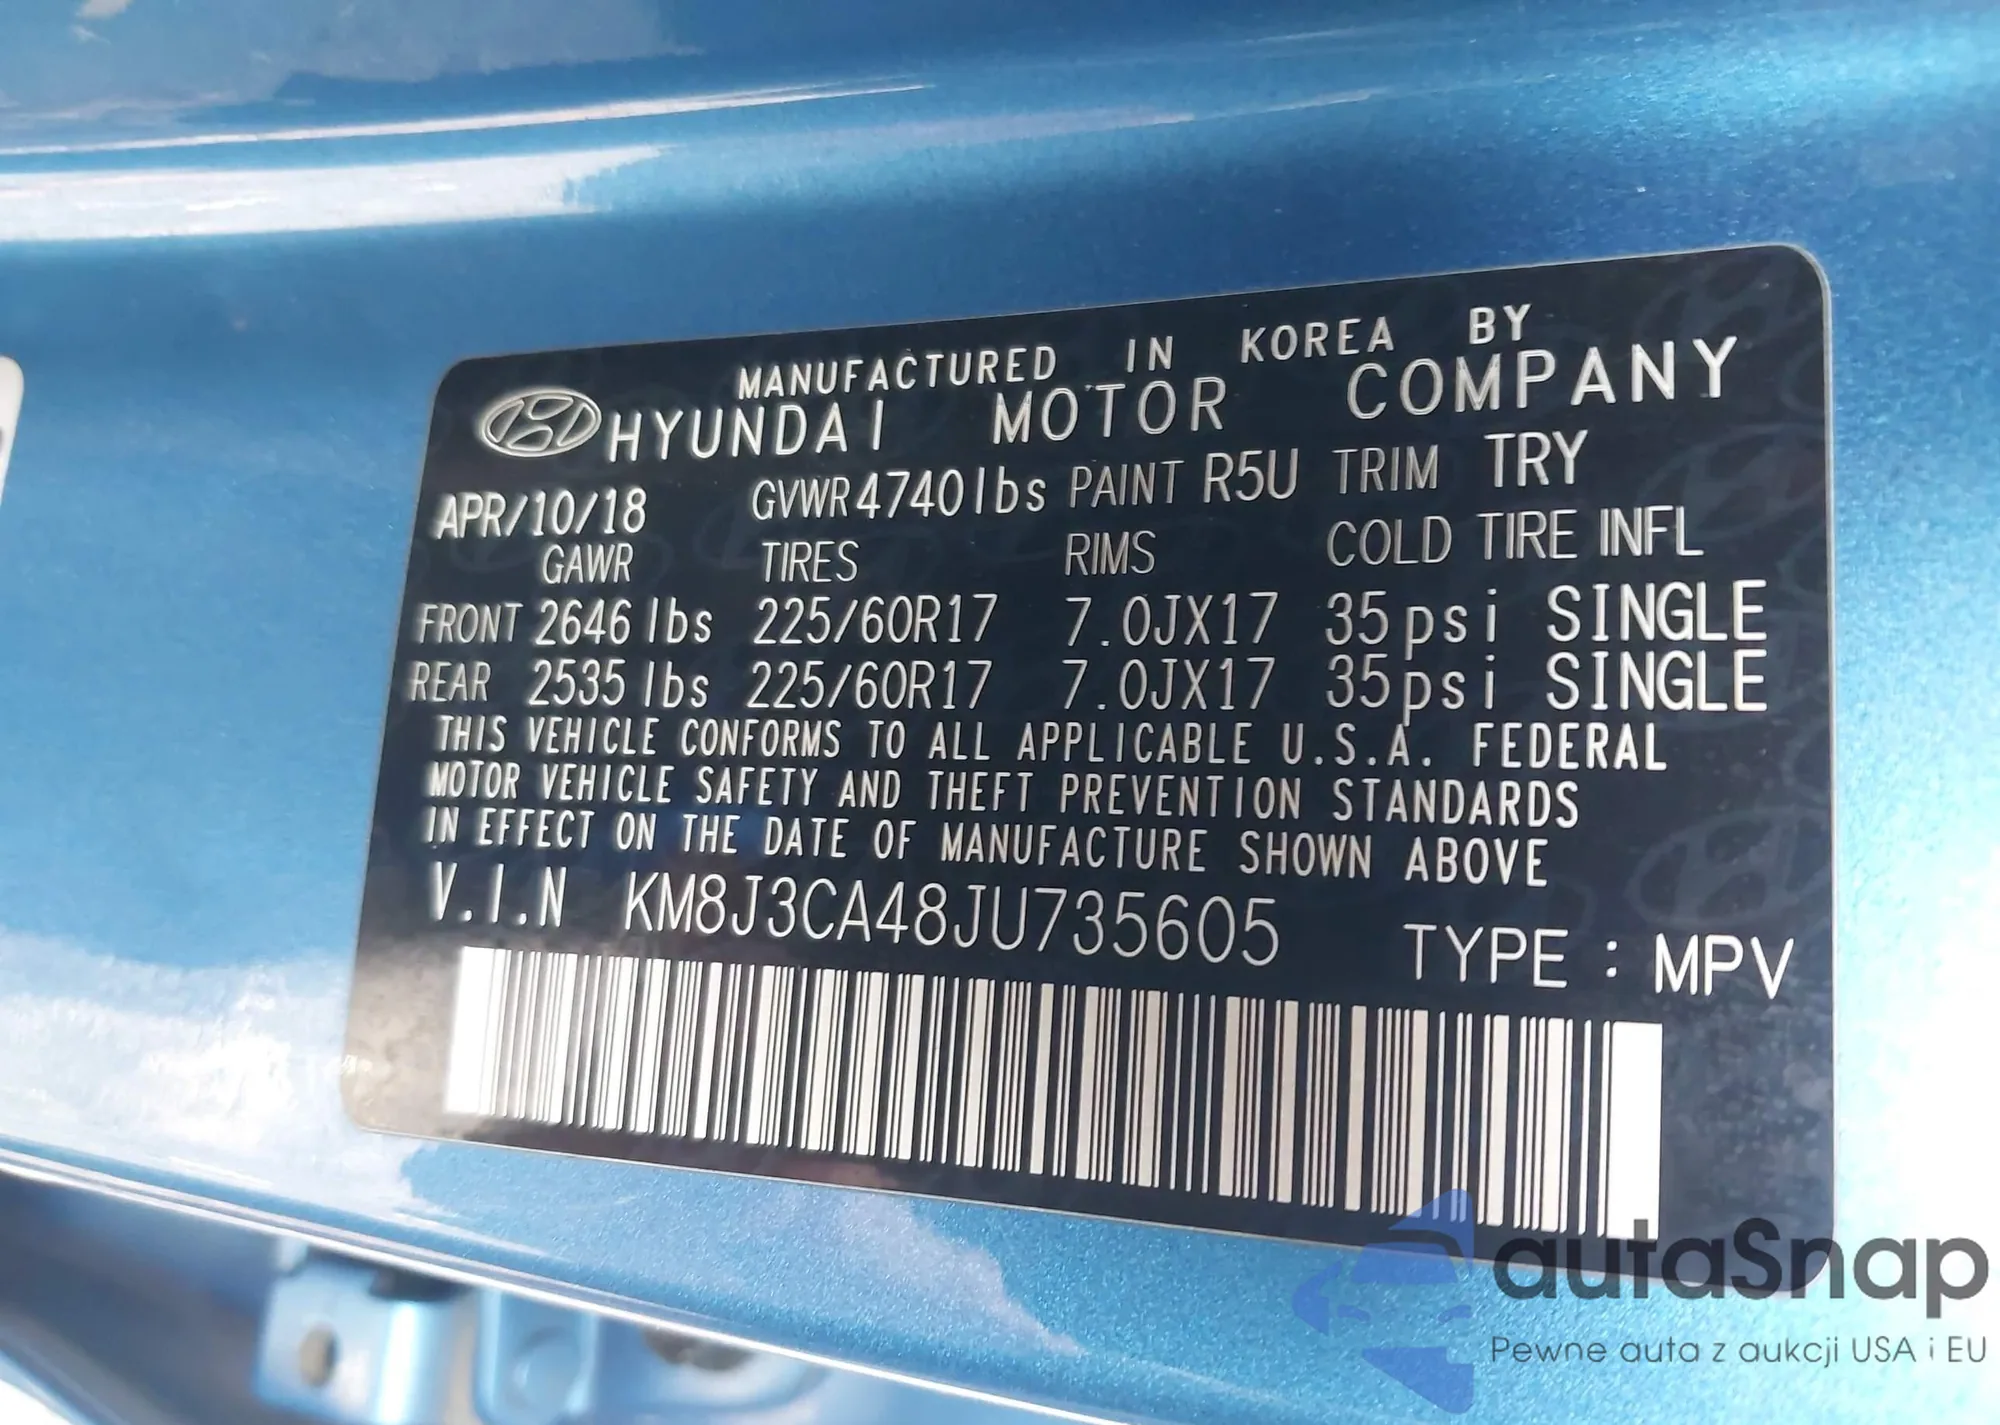 MANUFACTURED IN KOREA BY
HYUNDAI MOTOR COMPANY
APR/10/18 GVWR 4740lbs PAINT R5U TRIM TRY
GAWR TIRES RIMS COLD TIRE INFL
FRONT 2646lbs 225/60R17 7.0JX17 35psi SINGLE
REAR 2535lbs 225/60R17 7.0JX17 35psi SINGLE
THIS VEHICLE CONFORMS TO ALL APPLICABLE U.S.A. FEDERAL
MOTOR VEHICLE SAFETY AND THEFT PREVENTION STANDARDS
IN EFFECT ON THE DATE OF MANUFACTURE SHOWN ABOVE
V.I.N KM8J3CA48JU735605
TYPE : MPV
autaSnap
Pewne auta z aukcji USA i EU